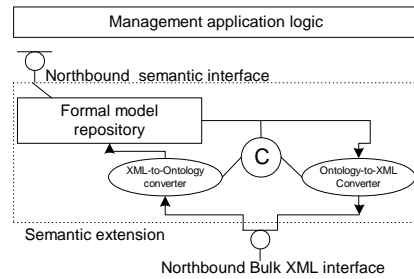 Management application logic
Northbound semantic interface
Formal model
repository
XML-to-Ontology
converter
C
Ontology-to-XML
Converter
Semantic extension
Northbound Bulk XML interface